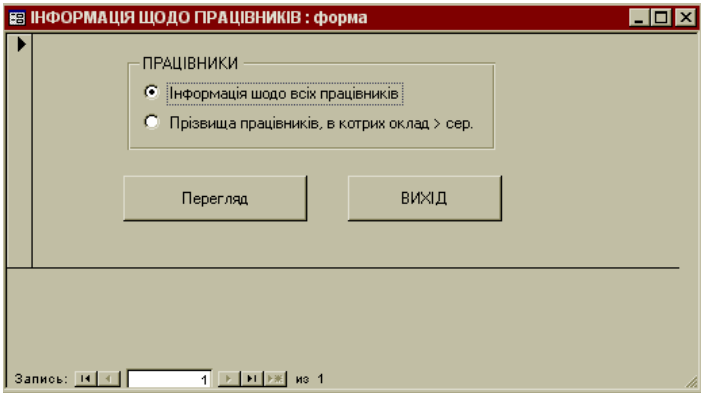 ІНФОРМАЦІЯ ЩОДО ПРАЦІВНИКІВ : форма
ПРАЦІВНИКИ
Інформація щодо всіх працівників
Прізвища працівників, в котрих оклад > сер.
Перегляд ВИХІД
Запись: 1 из 1